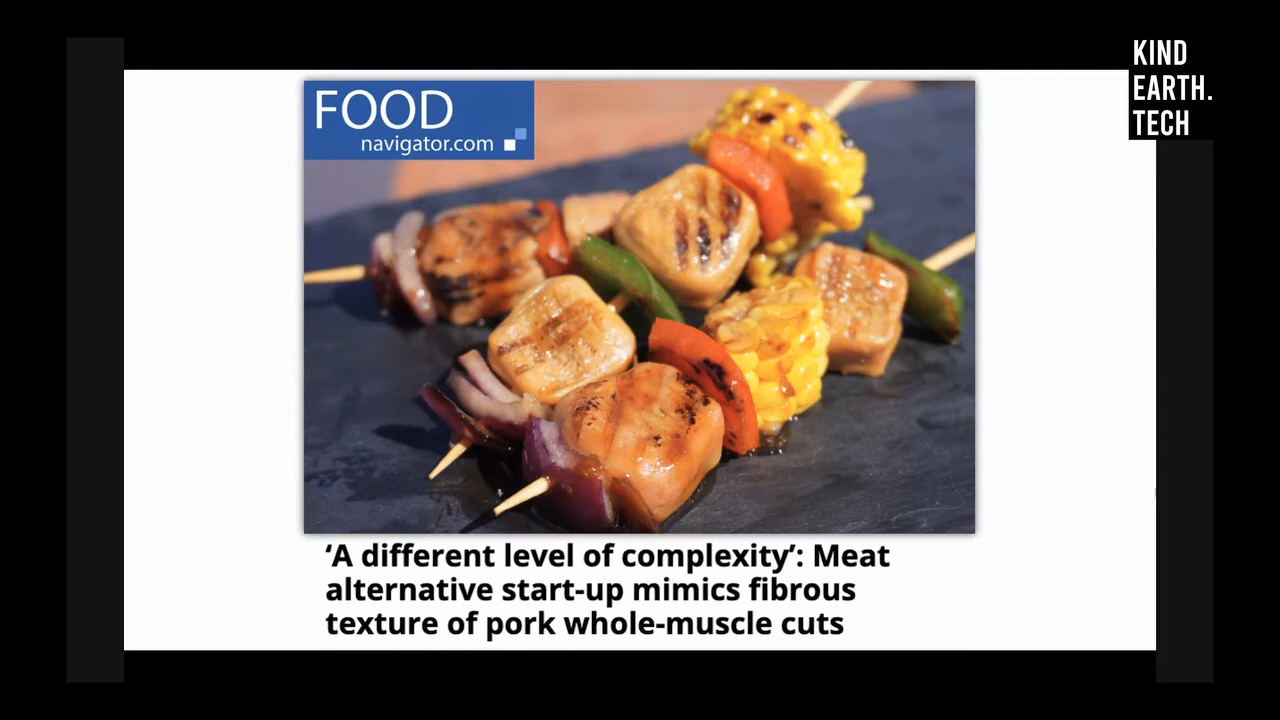 KIND
EARTH.
TECH
FOOD
navigator.com
‘A different level of complexity’: Meat
alternative start-up mimics fibrous
texture of pork whole-muscle cuts